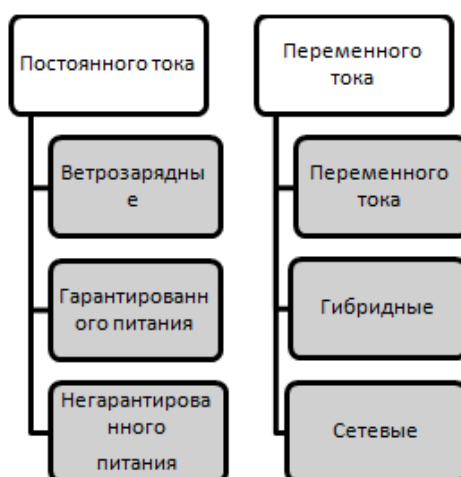 Постоянного тока
Ветрозарядны
е
Гарантированн
ого питания
Негарантирова
нного
питания
Переменного
тока
Переменного
тока
Гибридные
Сетевые